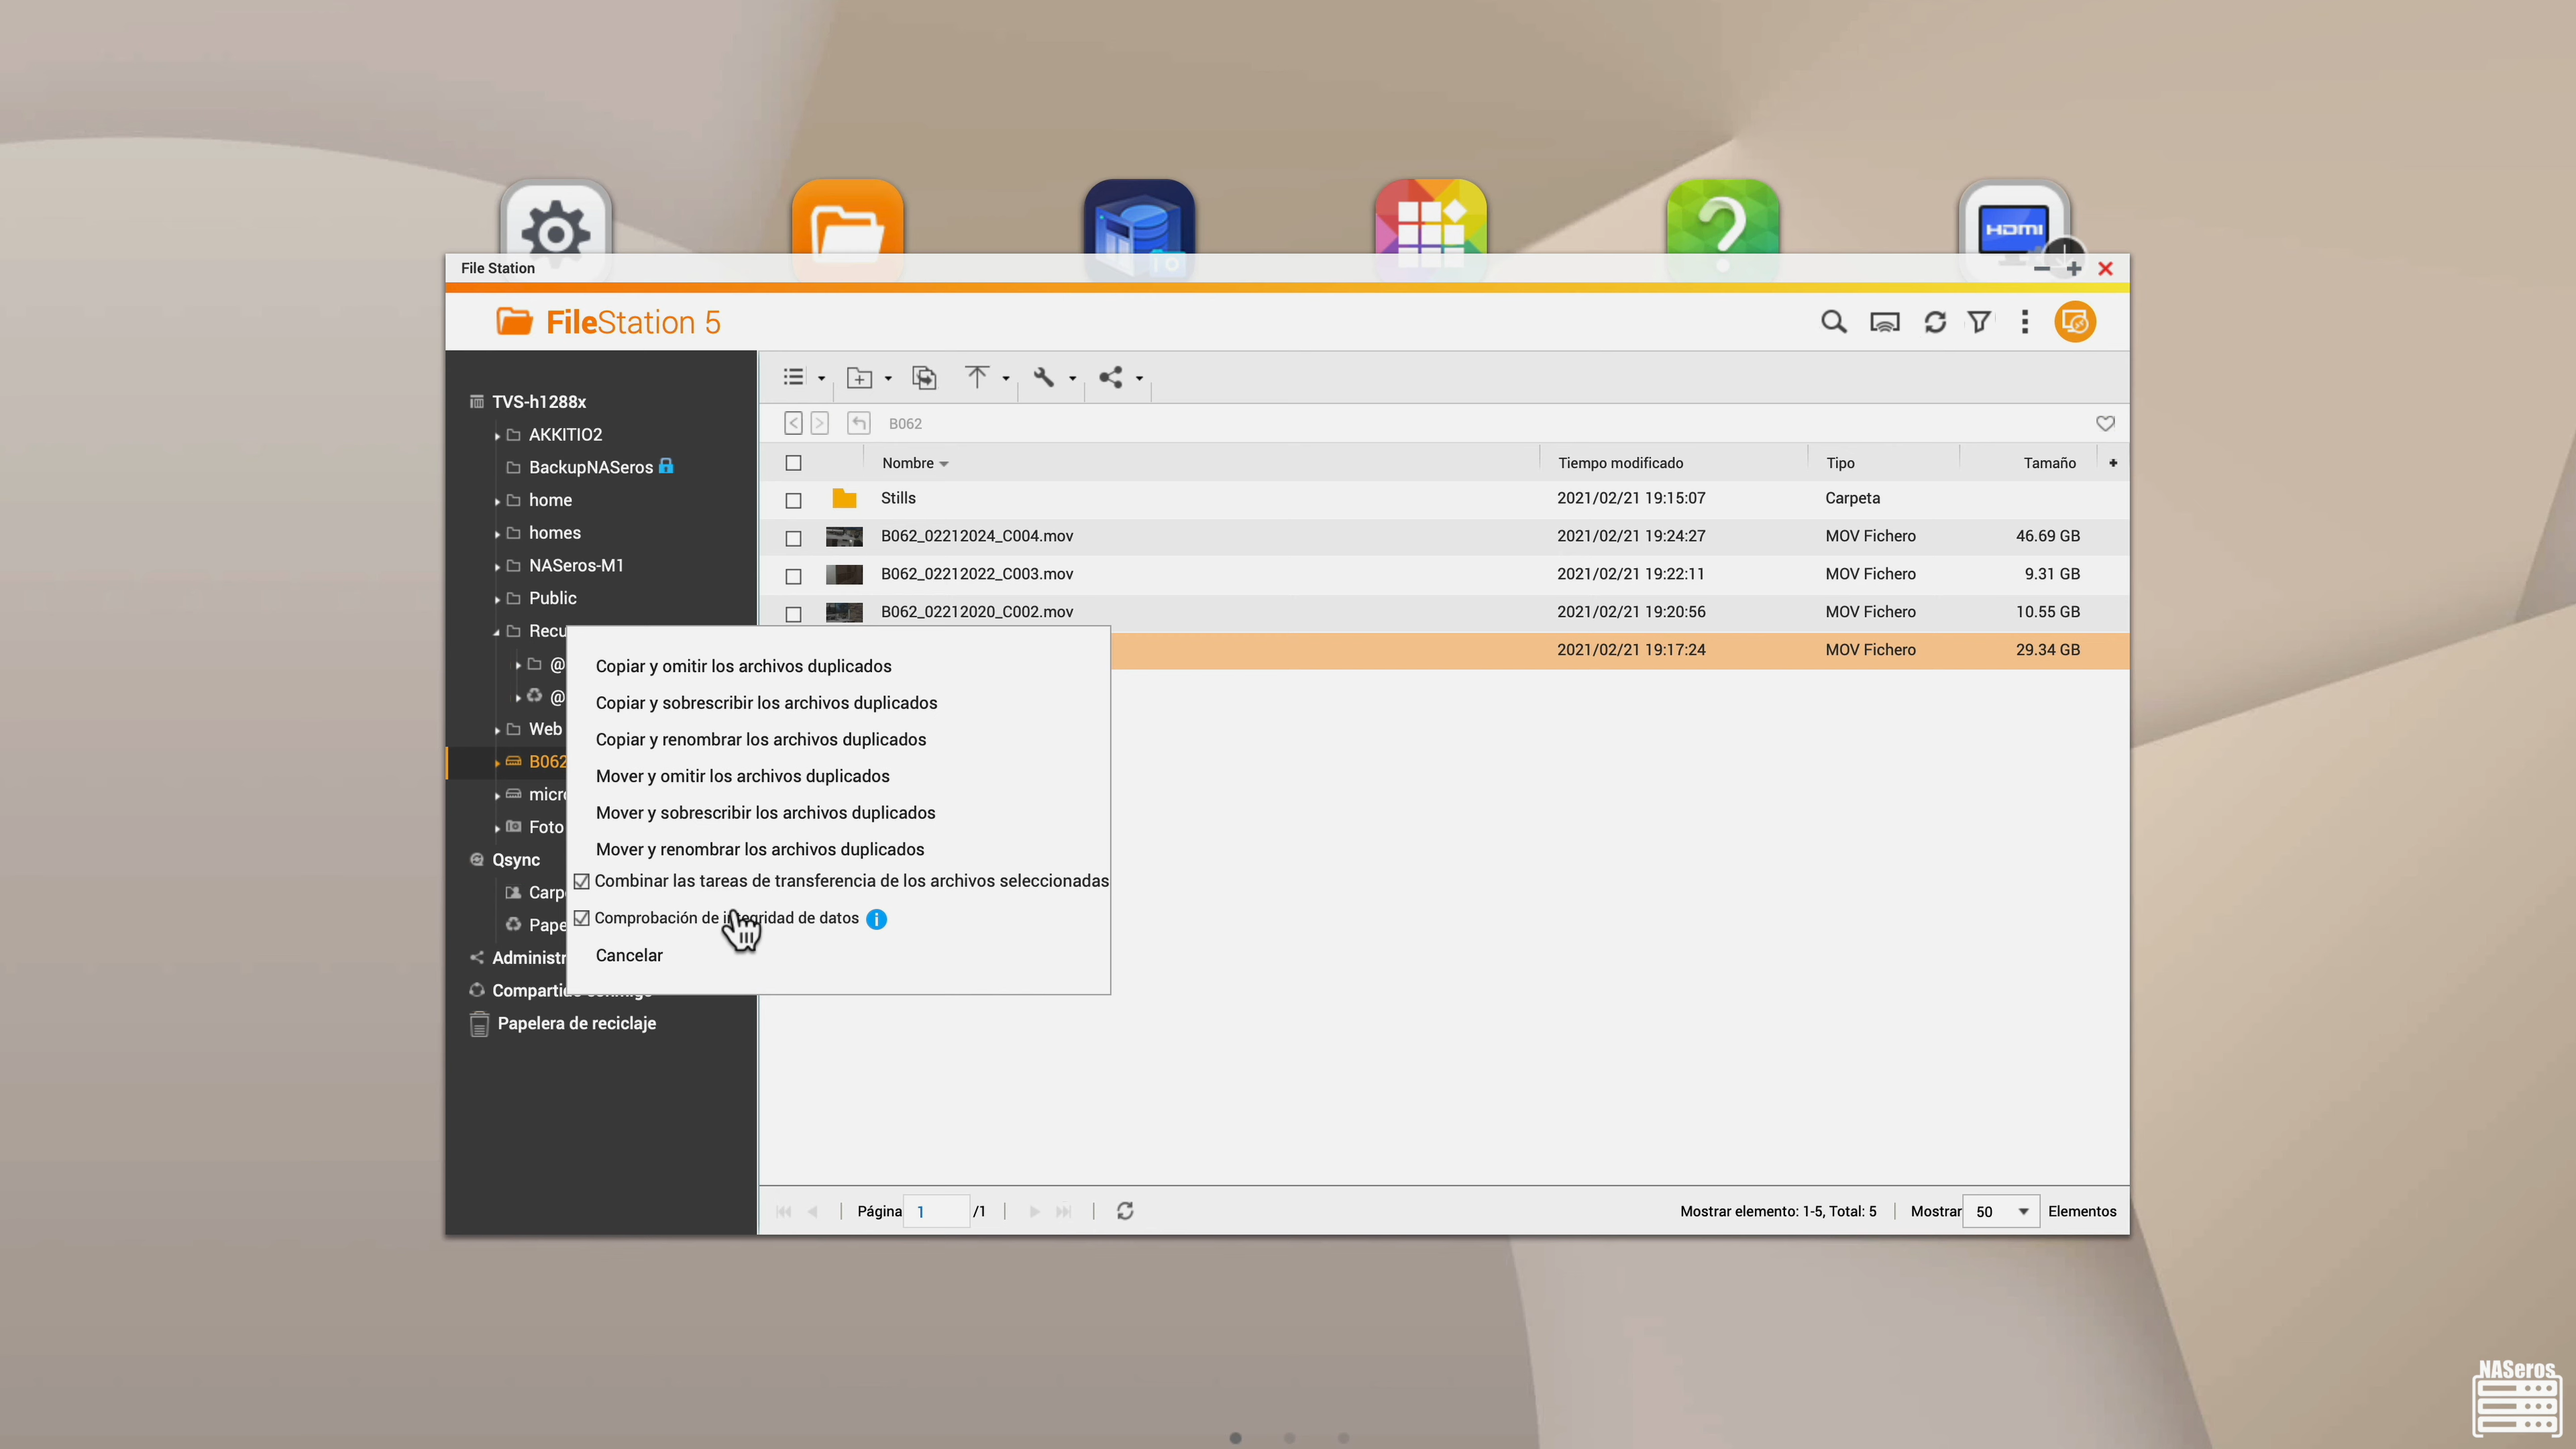 HDMI
File Station
FileStation 5
TVS-h1288x
AKKITIO2
BackupNASeros
home
homes
NASeros-M1
Public
Recu
@
@
Web
B062
micro
Foto
Qsync
Carp
Pape
Administr
Compartido conmigo
Papelera de reciclaje
B062
Nombre Tiempo modificado Tipo Tamaño
Stills 2021/02/21 19:15:07 Carpeta
B062_02212024_C004.mov 2021/02/21 19:24:27 MOV Fichero 46.69 GB
B062_02212022_C003.mov 2021/02/21 19:22:11 MOV Fichero 9.31 GB
B062_02212020_C002.mov 2021/02/21 19:20:56 MOV Fichero 10.55 GB
2021/02/21 19:17:24 MOV Fichero 29.34 GB
Copiar y omitir los archivos duplicados
Copiar y sobrescribir los archivos duplicados
Copiar y renombrar los archivos duplicados
Mover y omitir los archivos duplicados
Mover y sobrescribir los archivos duplicados
Mover y renombrar los archivos duplicados
Combinar las tareas de transferencia de los archivos seleccionadas
Comprobación de integridad de datos
Cancelar
Página 1 /1
Mostrar elemento: 1-5, Total: 5 Mostrar 50 Elementos
NASeros